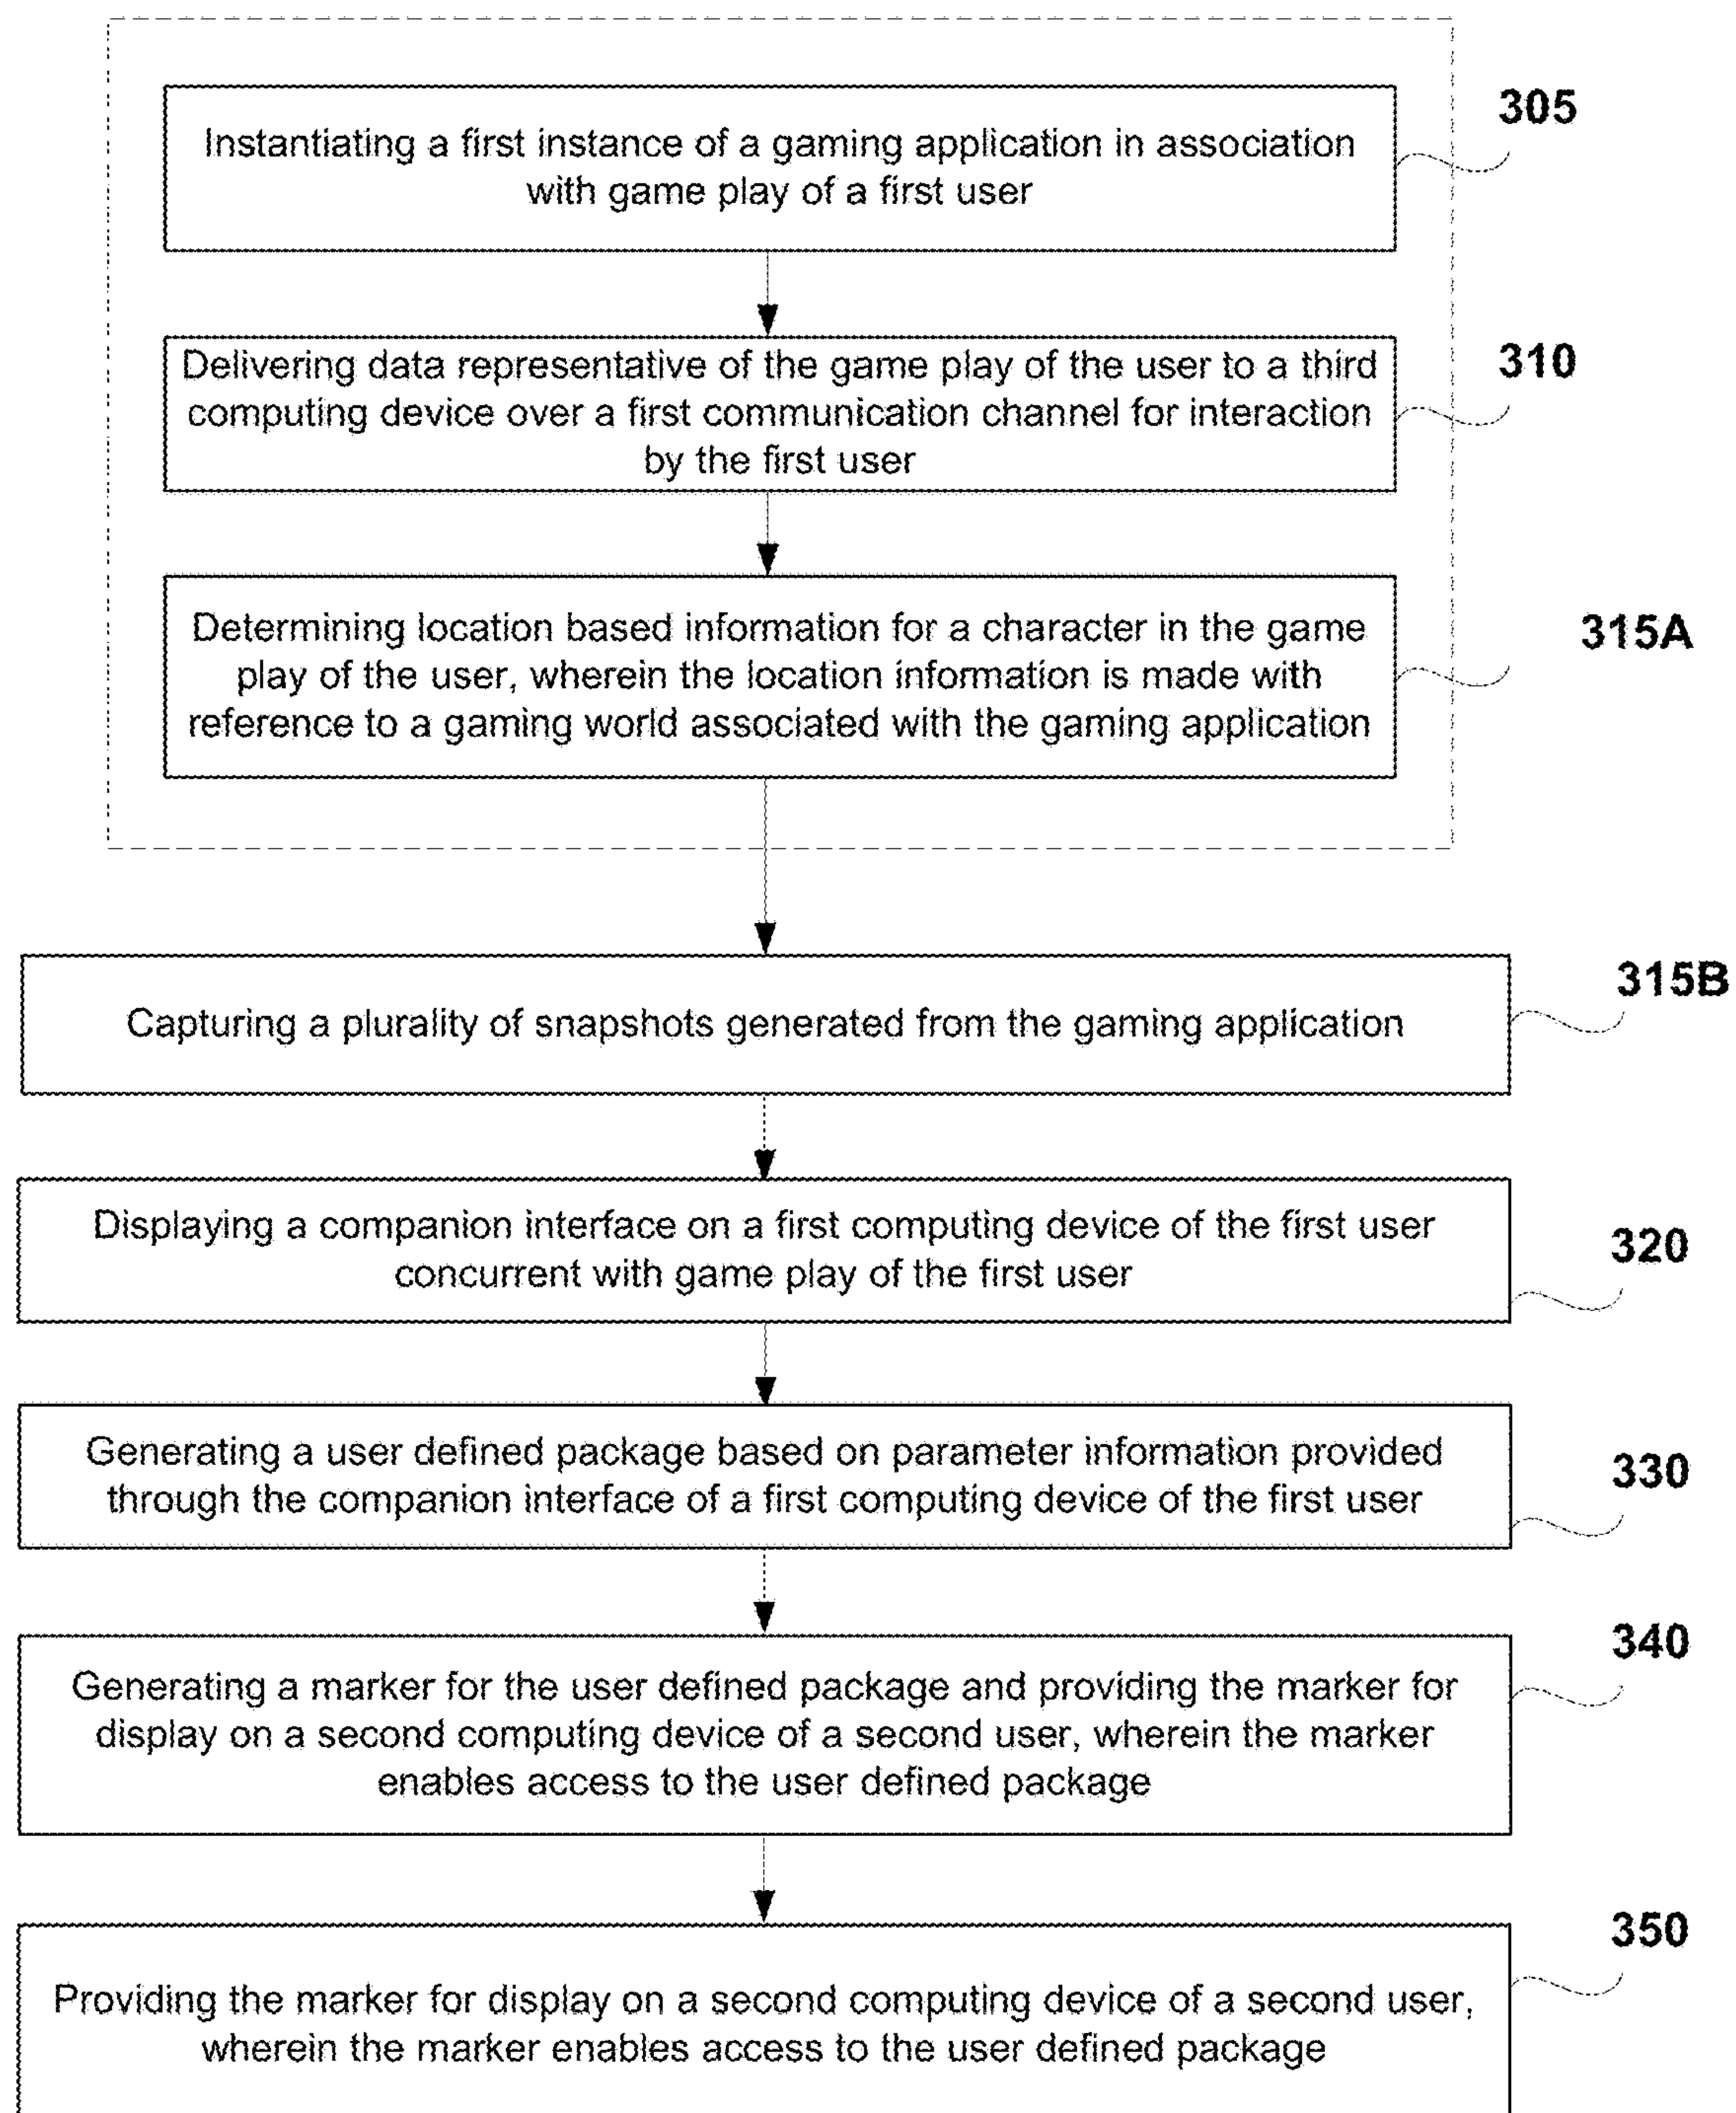 305
Instantiating a first instance of a gaming application in association
with game play of a first user
310
Delivering data representative of the game play of the user to a third
computing device over a first communication channel for interaction
by the first user
315A
Determining location based information for a character in the game
play of the user, wherein the location information is made with
reference to a gaming world associated with the gaming application
315B
Capturing a plurality of snapshots generated from the gaming application
320
Displaying a companion interface on a first computing device of the first user
concurrent with game play of the first user
330
Generating a user defined package based on parameter information provided
through the companion interface of a first computing device of the first user
340
Generating a marker for the user defined package and providing the marker for
display on a second computing device of a second user, wherein the marker
enables access to the user defined package
350
Providing the marker for display on a second computing device of a second user,
wherein the marker enables access to the user defined package